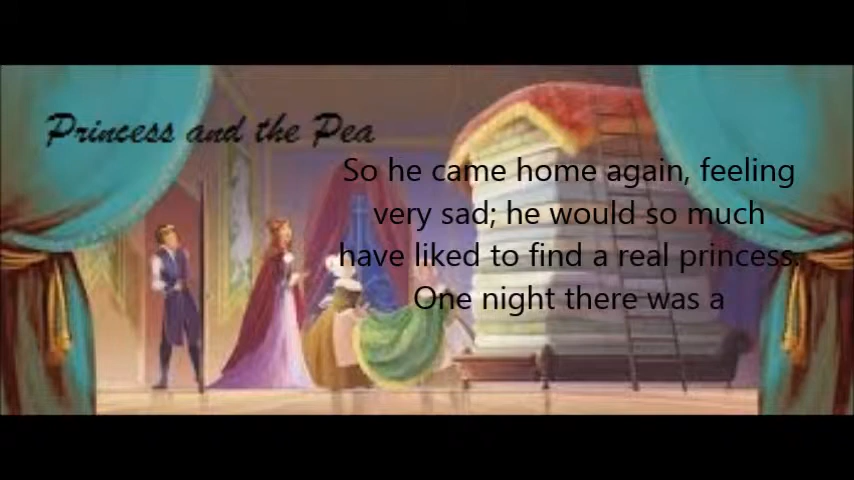 Princess and the Pea
So he came home again, feeling
very sad; he would so much
have liked to find a real princess.
One night there was a